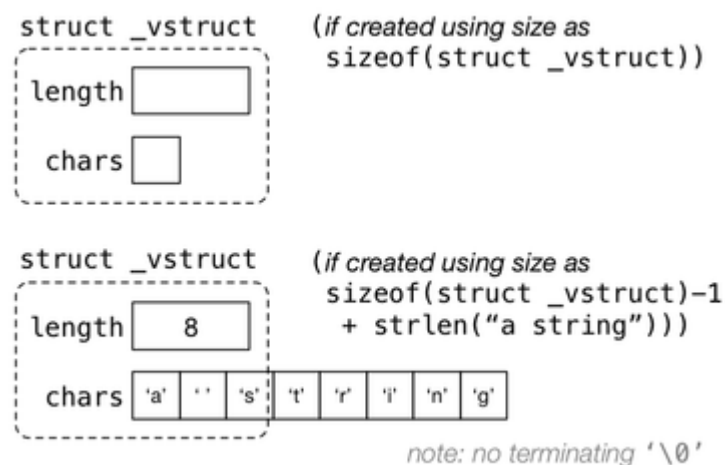 struct _vstruct (if created using size as
sizeof(struct _vstruct))
length
chars
struct _vstruct (if created using size as
sizeof(struct _vstruct)-1
+ strlen(“a string”)))
length 8
chars ‘a’ ‘ ’ ‘s’ ‘t’ ‘r’ ‘i’ ‘n’ ‘g’
note: no terminating ‘\0’